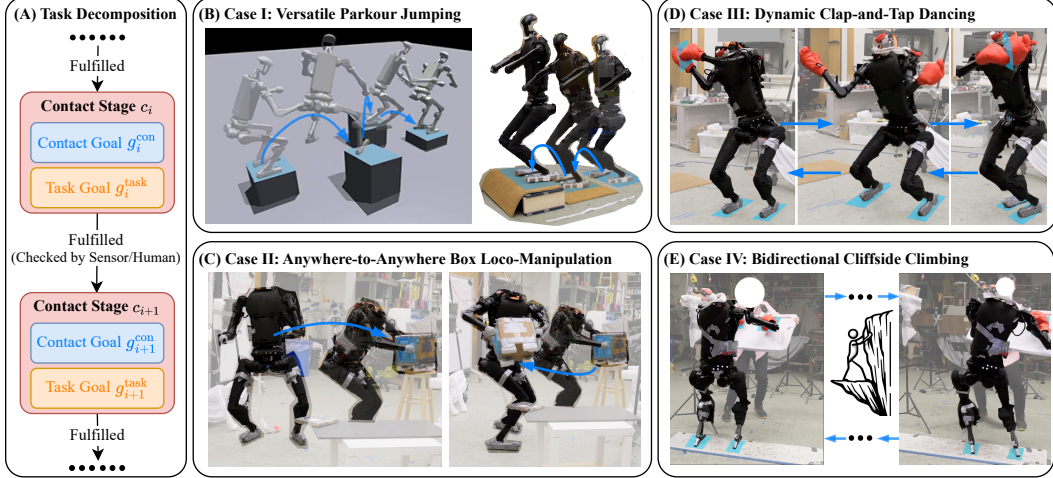 (A) Task Decomposition
Fulfilled
Contact Stage c_i
Contact Goal g_i^con
Task Goal g_i^task
Fulfilled
(Checked by Sensor/Human)
Contact Stage c_{i+1}
Contact Goal g_{i+1}^con
Task Goal g_{i+1}^task
Fulfilled
(B) Case I: Versatile Parkour Jumping
(C) Case II: Anywhere-to-Anywhere Box Loco-Manipulation
(D) Case III: Dynamic Clap-and-Tap Dancing
(E) Case IV: Bidirectional Cliffside Climbing